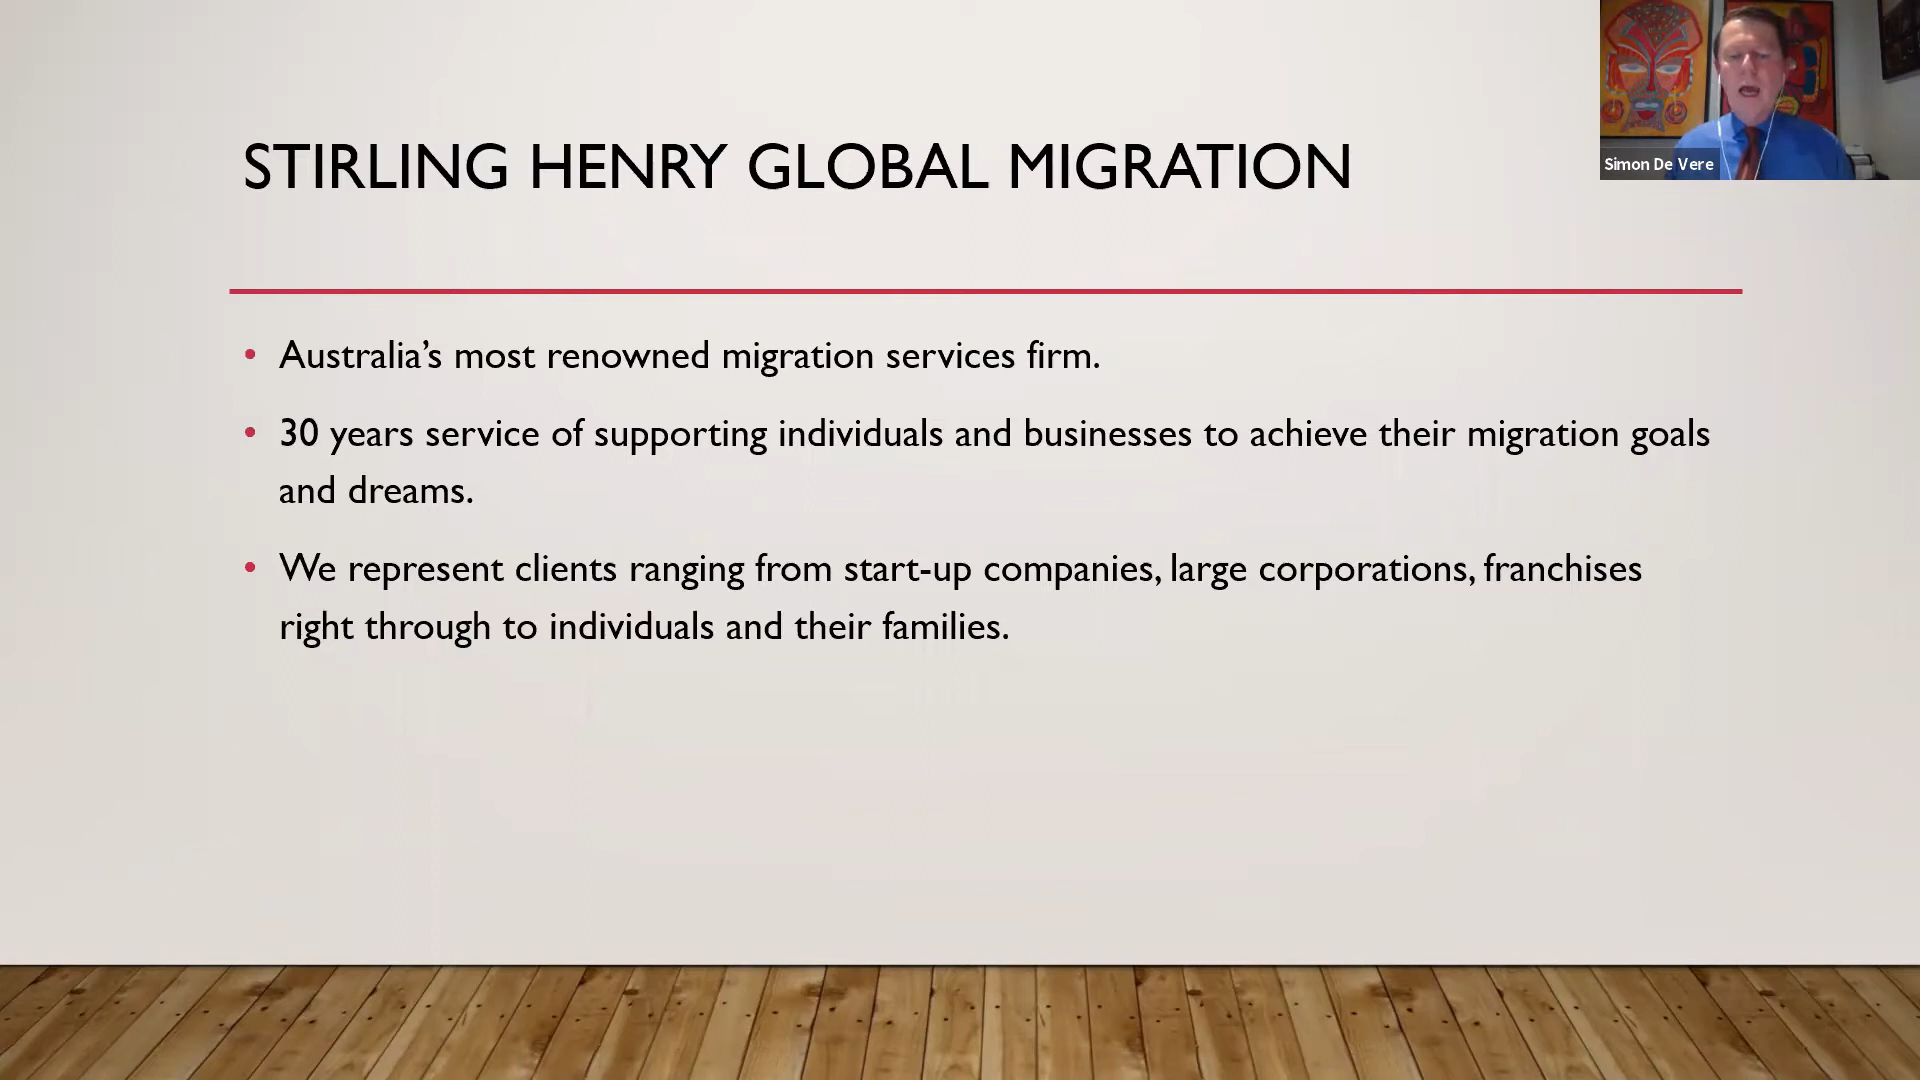 STIRLING HENRY GLOBAL MIGRATION
Simon De Vere
• Australia’s most renowned migration services firm.
• 30 years service of supporting individuals and businesses to achieve their migration goals
and dreams.
• We represent clients ranging from start-up companies, large corporations, franchises
right through to individuals and their families.